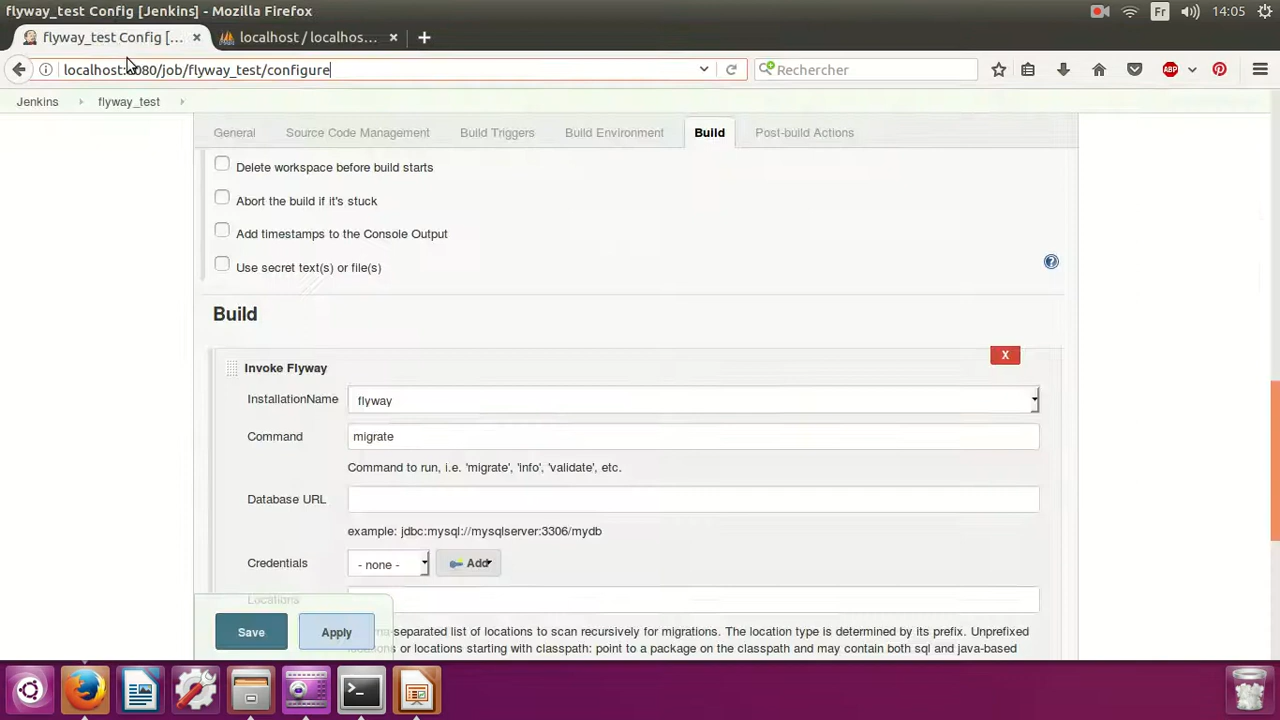 flyway_test Config [Jenkins] - Mozilla Firefox
Fr
14:05
flyway_test Config [... ×
localhost / localhos... ×
localhost:8080/job/flyway_test/configure
Rechercher
ABP
Jenkins
flyway_test
General
Source Code Management
Build Triggers
Build Environment
Build
Post-build Actions
Delete workspace before build starts
Abort the build if it's stuck
Add timestamps to the Console Output
Use secret text(s) or file(s)
Build
X
Invoke Flyway
InstallationName
flyway
Command
migrate
Command to run, i.e. 'migrate', 'info', 'validate', etc.
Database URL
example: jdbc:mysql://mysqlserver:3306/mydb
Credentials
- none -
Add
Locations
Save
Apply
-separated list of locations to scan recursively for migrations. The location type is determined by its prefix. Unprefixed
or locations starting with classpath: point to a package on the classpath and may contain both sql and java-based